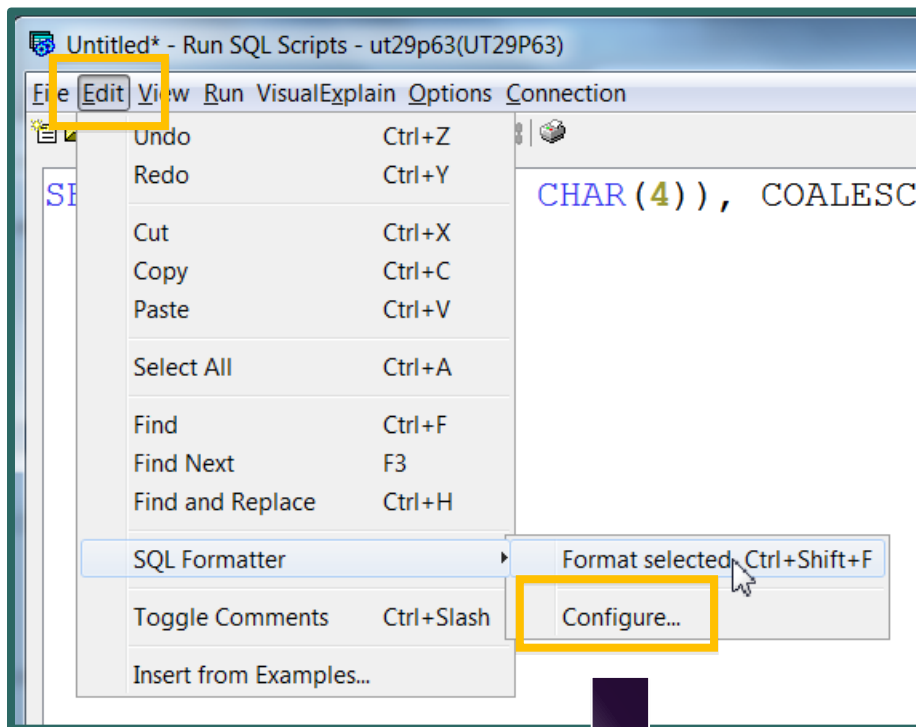 Untitled* - Run SQL Scripts - ut29p63(UT29P63)
File Edit View Run VisualExplain Options Connection
Undo Ctrl+Z
Redo Ctrl+Y
CHAR(4)), COALESC
Cut Ctrl+X
Copy Ctrl+C
Paste Ctrl+V
Select All Ctrl+A
Find Ctrl+F
Find Next F3
Find and Replace Ctrl+H
SQL Formatter Format selected Ctrl+Shift+F
Toggle Comments Ctrl+Slash Configure...
Insert from Examples...